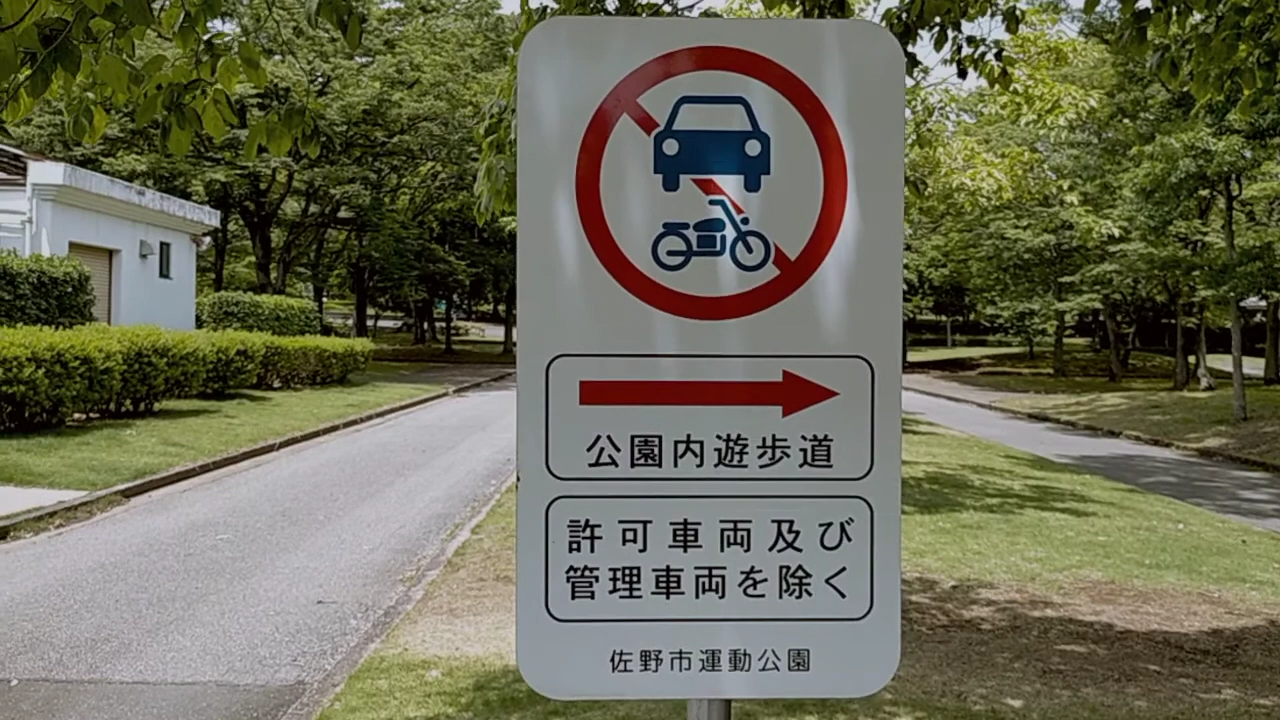 公園内遊歩道
許可車両及び
管理車両を除く
佐野市運動公園